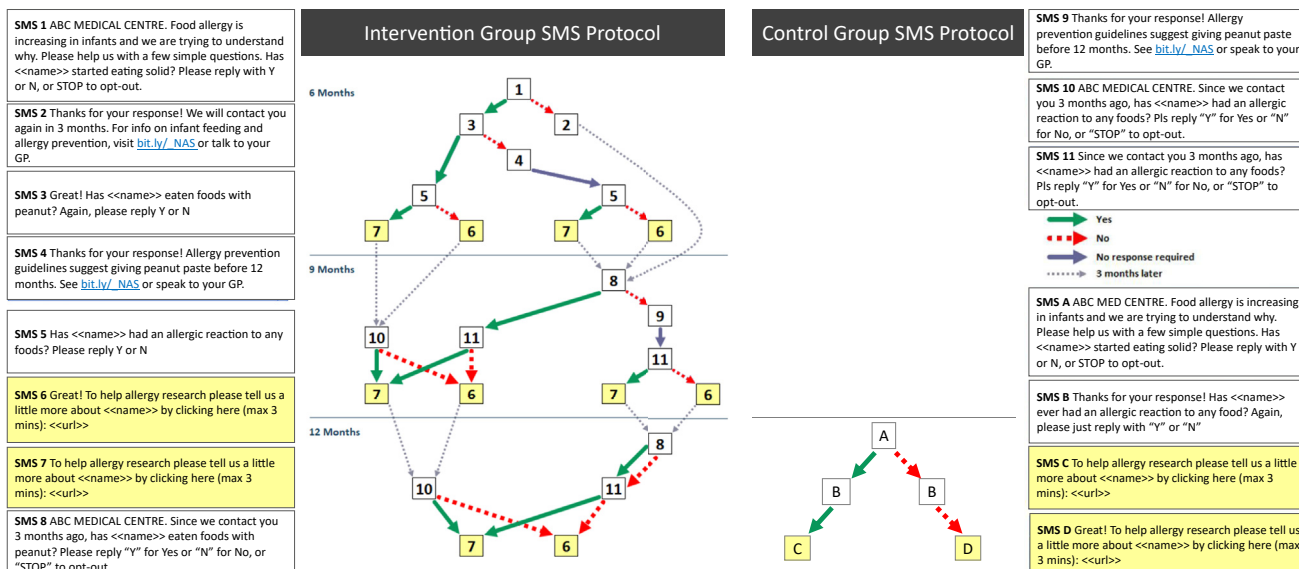 SMS 1 ABC MEDICAL CENTRE. Food allergy is
increasing in infants and we are trying to understand
why. Please help us with a few simple questions. Has
<<name>> started eating solid? Please reply with Y
or N, or STOP to opt-out.
SMS 2 Thanks for your response! We will contact you
again in 3 months. For info on infant feeding and
allergy prevention, visit bit.ly/_NAS or talk to your
GP.
SMS 3 Great! Has <<name>> eaten foods with
peanut? Again, please reply Y or N
SMS 4 Thanks for your response! Allergy prevention
guidelines suggest giving peanut paste before 12
months. See bit.ly/_NAS or speak to your GP.
SMS 5 Has <<name>> had an allergic reaction to any
foods? Please reply Y or N
SMS 6 Great! To help allergy research please tell us a
little more about <<name>> by clicking here (max 3
mins): <<url>>
SMS 7 To help allergy research please tell us a little
more about <<name>> by clicking here (max 3
mins): <<url>>
SMS 8 ABC MEDICAL CENTRE. Since we contact you
3 months ago, has <<name>> eaten foods with
peanut? Please reply “Y” for Yes or “N” for No, or
“STOP” to opt-out
Intervention Group SMS Protocol
6 Months
1
3
2
4
5
5
7
6
7
6
9 Months
8
9
10
11
11
7
6
7
6
12 Months
8
10
11
7
6
Control Group SMS Protocol
A
B
B
C
D
SMS 9 Thanks for your response! Allergy
prevention guidelines suggest giving peanut paste
before 12 months. See bit.ly/_NAS or speak to your
GP.
SMS 10 ABC MEDICAL CENTRE. Since we contact
you 3 months ago, has <<name>> had an allergic
reaction to any foods? Pls reply “Y” for Yes or “N”
for No, or “STOP” to opt-out.
SMS 11 Since we contact you 3 months ago, has
<<name>> had an allergic reaction to any foods?
Pls reply “Y” for Yes or “N” for No, or “STOP” to
opt-out.
Yes
No
No response required
3 months later
SMS A ABC MED CENTRE. Food allergy is increasing
in infants and we are trying to understand why.
Please help us with a few simple questions. Has
<<name>> started eating solid? Please reply with Y
or N, or STOP to opt-out.
SMS B Thanks for your response! Has <<name>>
ever had an allergic reaction to any food? Again,
please just reply with “Y” or “N”
SMS C To help allergy research please tell us a little
more about <<name>> by clicking here (max 3
mins): <<url>>
SMS D Great! To help allergy research please tell us
a little more about <<name>> by clicking here (max
3 mins): <<url>>